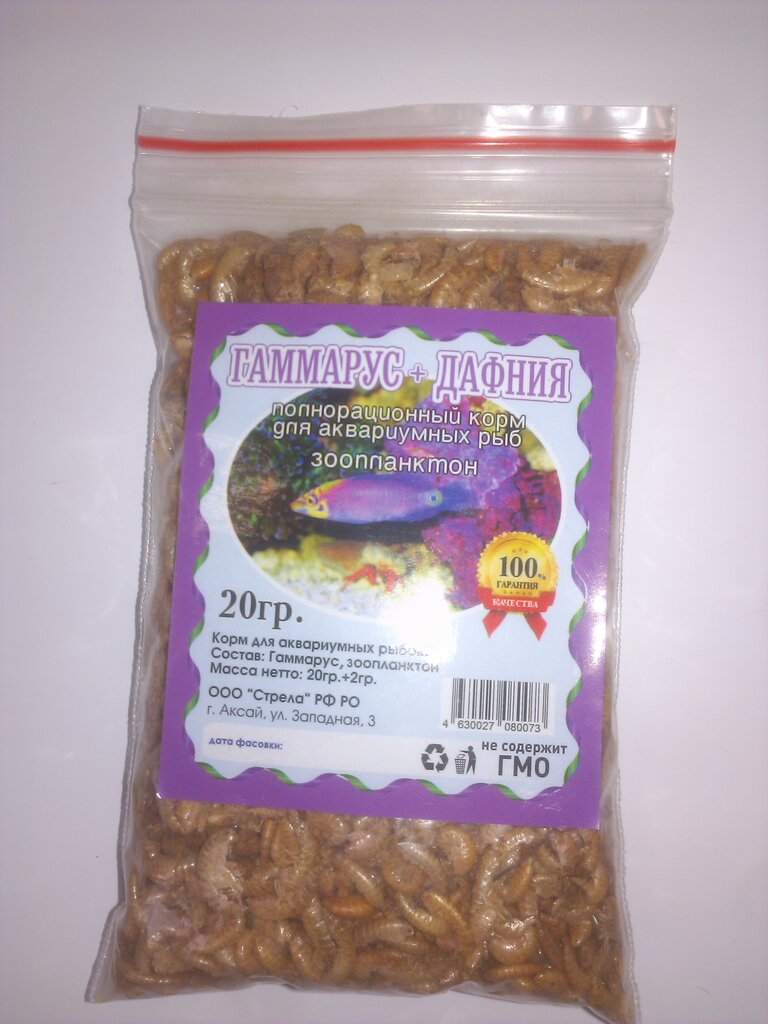 ГАММАРУС + ДАФНИЯ
полнорационный корм
для аквариумных рыб
зоопланктон
100%
ГАРАНТИЯ
КАЧЕСТВА
20гр.
Корм для аквариумных
Состав: Гаммарус, зоопланктон
Масса нетто: 20гр.+2гр.
ООО "Стрела" РФ РО
г. Аксай, ул. Западная, 3
4 630027 080073
дата фасовки:
не содержит
ГМО